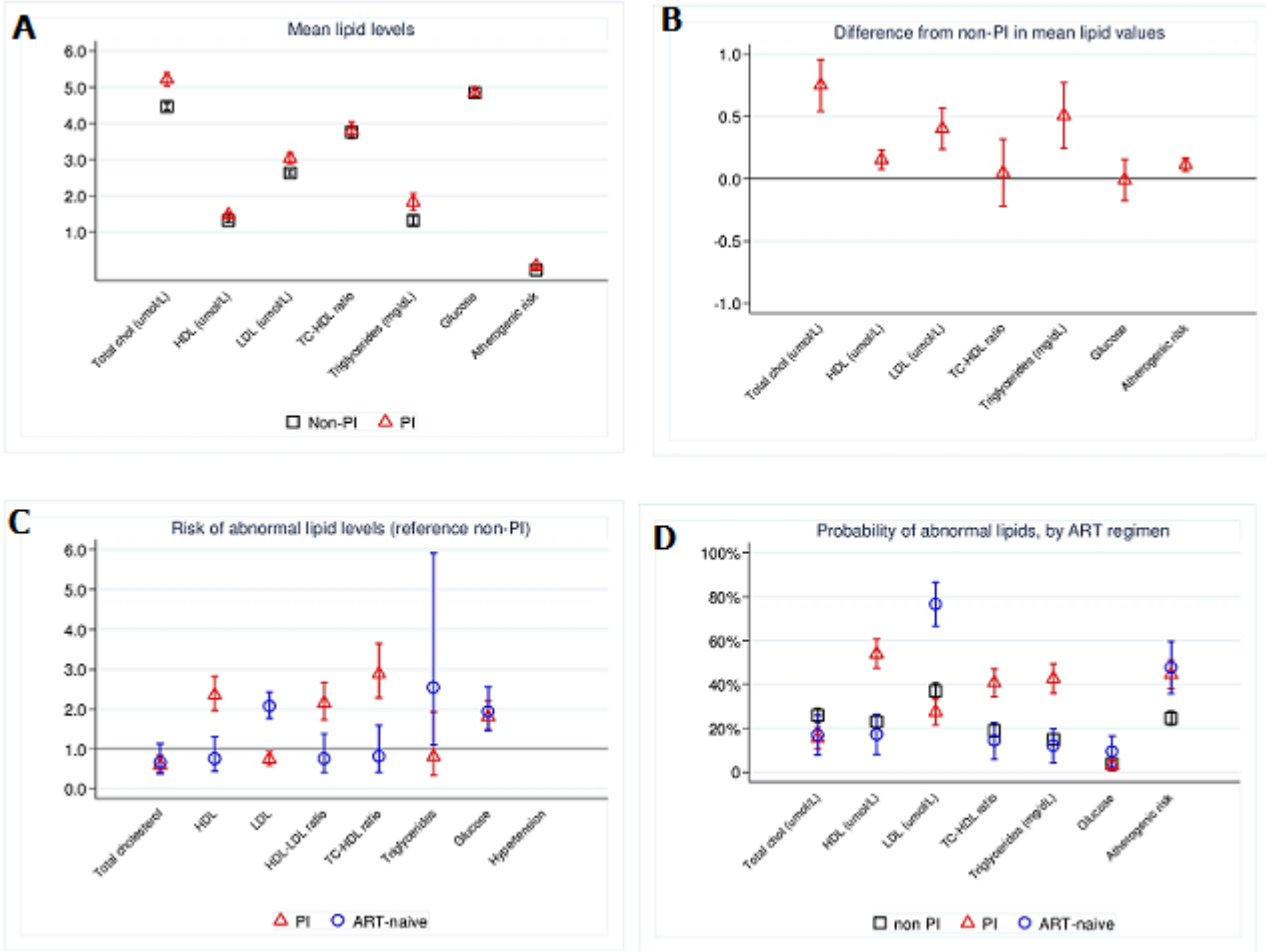 A
Mean lipid levels
6.0
5.0
4.0
3.0
2.0
1.0
Total chol (umol/L)
HDL (umol/L)
LDL (umol/L)
TC-HDL ratio
Triglycerides (mg/dL)
Glucose
Atherogenic risk
Non-PI
PI
B
Difference from non-PI in mean lipid values
1.0
0.5
0.0
-0.5
-1.0
Total chol (umol/L)
HDL (umol/L)
LDL (umol/L)
TC-HDL ratio
Triglycerides (mg/dL)
Glucose
Atherogenic risk
C
Risk of abnormal lipid levels (reference non-PI)
6.0
5.0
4.0
3.0
2.0
1.0
0.0
Total cholesterol
HDL
LDL
HDL-LDL ratio
TC-HDL ratio
Triglycerides
Glucose
Hypertension
PI
ART-naive
D
Probability of abnormal lipids, by ART regimen
100%
80%
60%
40%
20%
0
Total chol (umol/L)
HDL (umol/L)
LDL (umol/L)
TC-HDL ratio
Triglycerides (mg/dL)
Glucose
Atherogenic risk
non PI
PI
ART-naive